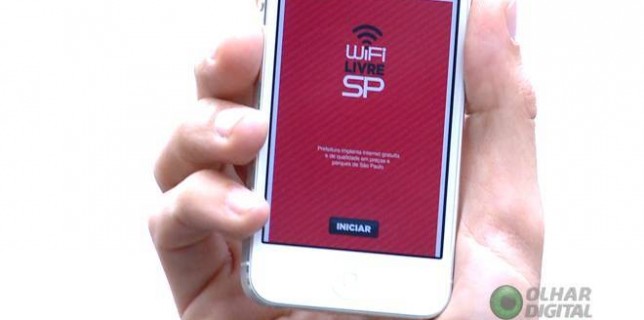 WiFi
LIVRE
SP
Prefeitura implanta internet gratuita
e de qualidade em praças e
parques de São Paulo
INICIAR
OLHAR
DIGITAL